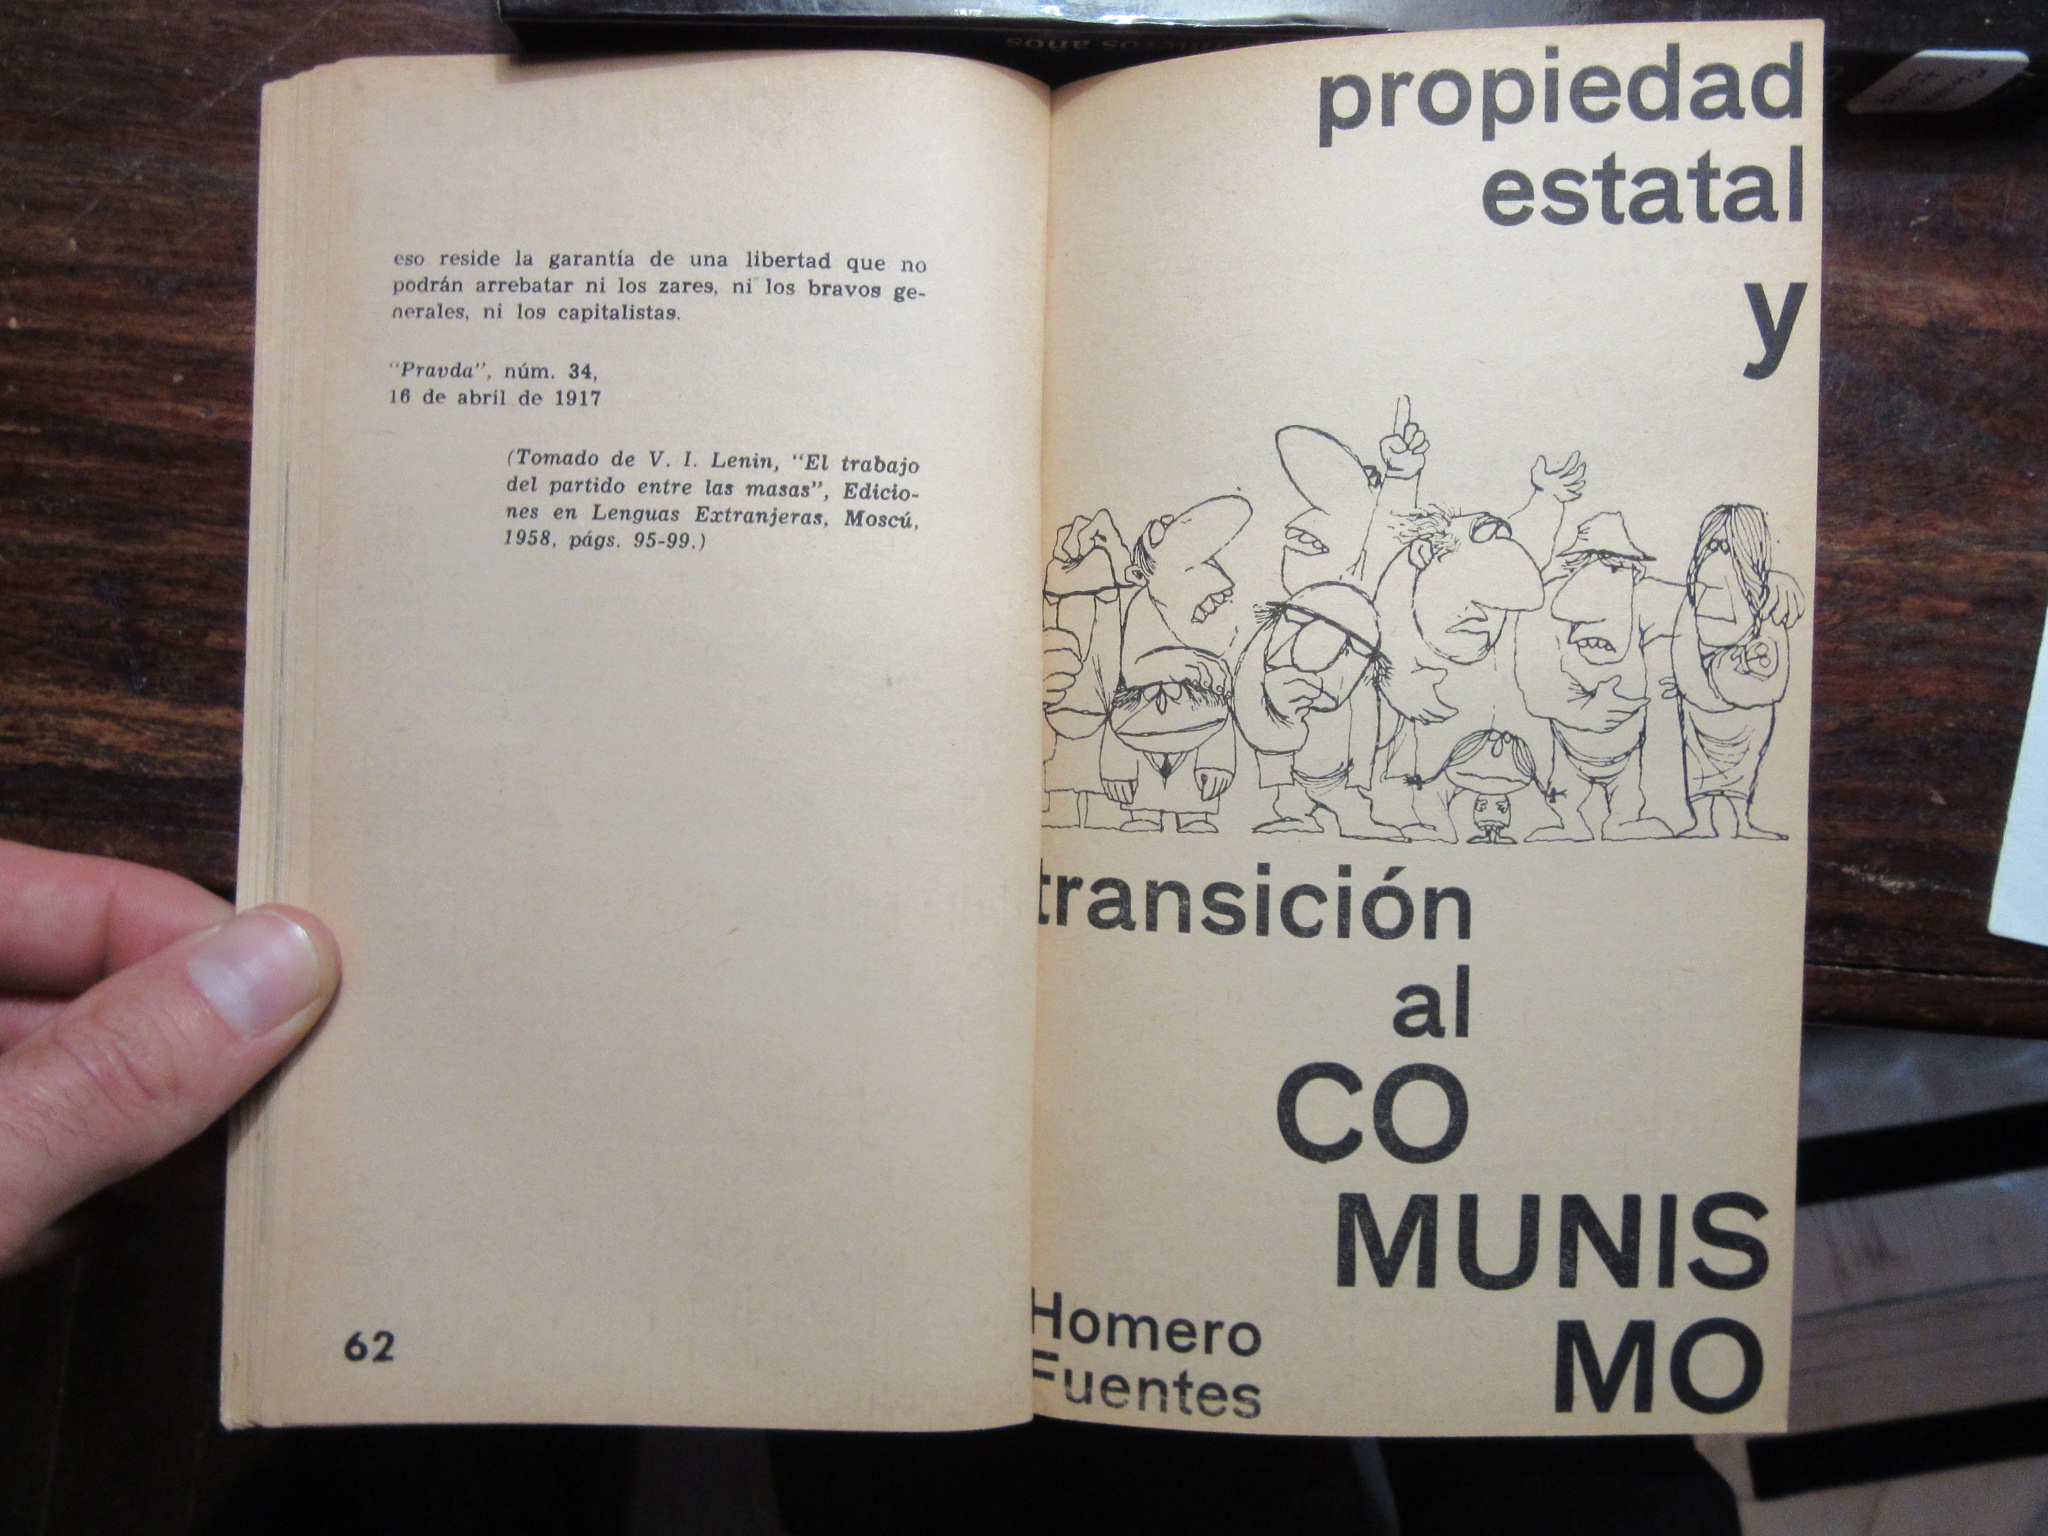 eso reside la garantía de una libertad que no
podrán arrebatar ni los zares, ni los bravos ge-
nerales, ni los capitalistas.
"Pravda", núm. 34,
16 de abril de 1917
(Tomado de V. I. Lenin, "El trabajo
del partido entre las masas", Edicio-
nes en Lenguas Extranjeras, Moscú,
1958, págs. 95-99.)
62
propiedad
estatal
y
transición
al
CO
MUNIS
MO
Homero
Fuentes
años